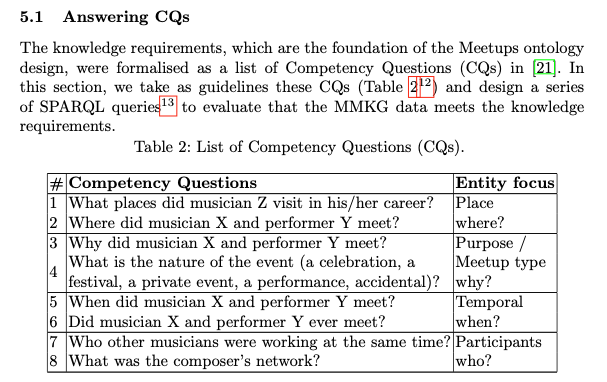 5.1 Answering CQs
The knowledge requirements, which are the foundation of the Meetups ontology
design, were formalised as a list of Competency Questions (CQs) in [21]. In
this section, we take as guidelines these CQs (Table 2¹²) and design a series
of SPARQL queries¹³ to evaluate that the MMKG data meets the knowledge
requirements.
Table 2: List of Competency Questions (CQs).
# Competency Questions Entity focus
1 What places did musician Z visit in his/her career? Place
2 Where did musician X and performer Y meet? where?
3 Why did musician X and performer Y meet? Purpose /
4 What is the nature of the event (a celebration, a Meetup type
festival, a private event, a performance, accidental)? why?
5 When did musician X and performer Y meet? Temporal
6 Did musician X and performer Y ever meet? when?
7 Who other musicians were working at the same time? Participants
8 What was the composer's network? who?